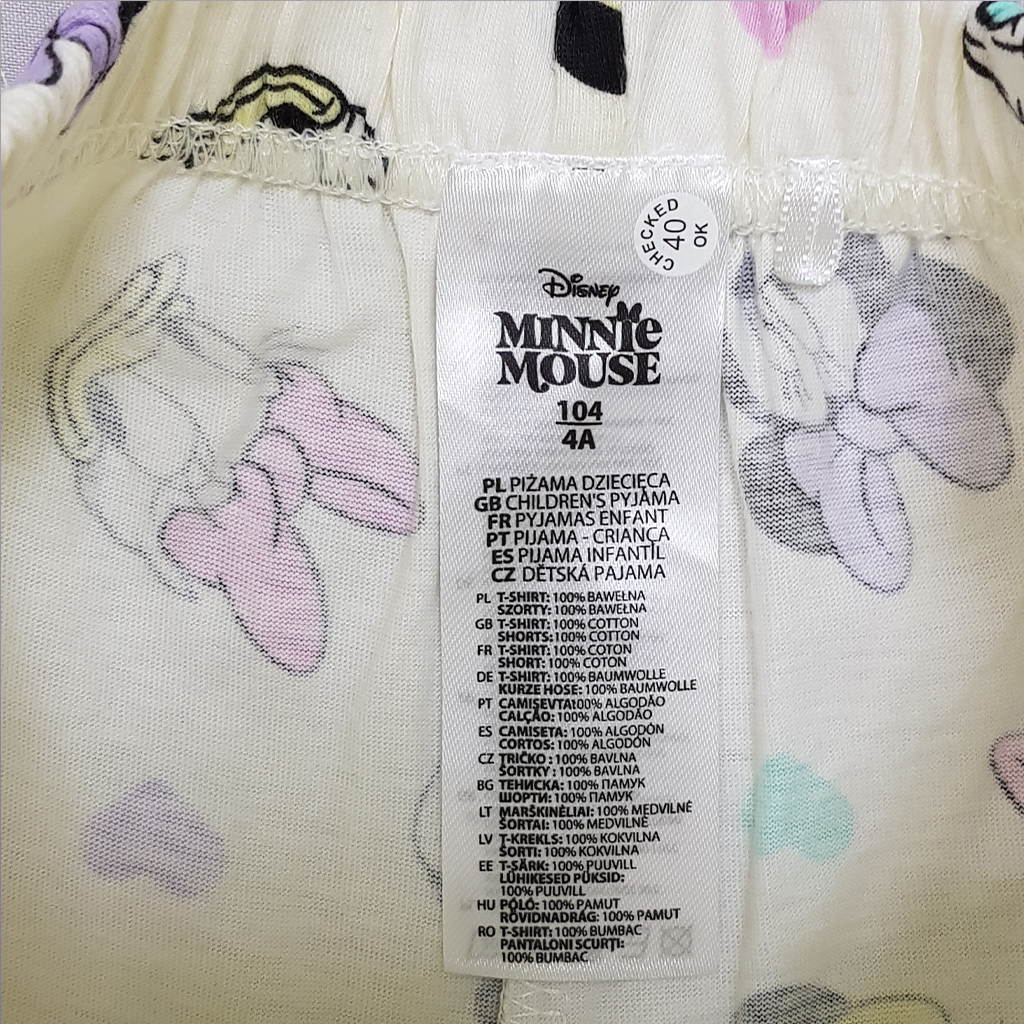 CHECKED
40
OK
Disney
MINNIE
MOUSE
104
4A
PL PIŻAMA DZIECIĘCA
GB CHILDREN'S PYJAMA
FR PYJAMAS ENFANT
PT PIJAMA - CRIANÇA
ES PIJAMA INFANTIL
CZ DĚTSKÁ PAJAMA
PL T-SHIRT: 100% BAWEŁNA
SZORTY: 100% BAWEŁNA
GB T-SHIRT: 100% COTTON
SHORTS: 100% COTTON
FR T-SHIRT: 100% COTON
SHORT: 100% COTON
DE T-SHIRT: 100% BAUMWOLLE
KURZE HOSE: 100% BAUMWOLLE
PT CAMISEVTA100% ALGODÃO
CALÇÃO: 100% ALGODÃO
ES CAMISETA: 100% ALGODÓN
CORTOS: 100% ALGODÓN
CZ TRIČKO : 100% BAVLNA
ŠORTKY : 100% BAVLNA
BG ТЕНИСКА: 100% ПАМУК
ШОРТИ: 100% ПАМУК
LT MARŠKINĖLIAI: 100% MEDVILNĖ
ŠORTAI: 100% MEDVILNĖ
LV T-KREKLS: 100% KOKVILNA
ŠORTI: 100% KOKVILNA
EE T-SÄRK: 100% PUUVILL
LÜHIKESED PÜKSID:
100% PUUVILL
HU PÓLÓ: 100% PAMUT
RÖVIDNADRÁG: 100% PAMUT
RO T-SHIRT: 100% BUMBAC
PANTALONI SCURȚI:
100% BUMBAC